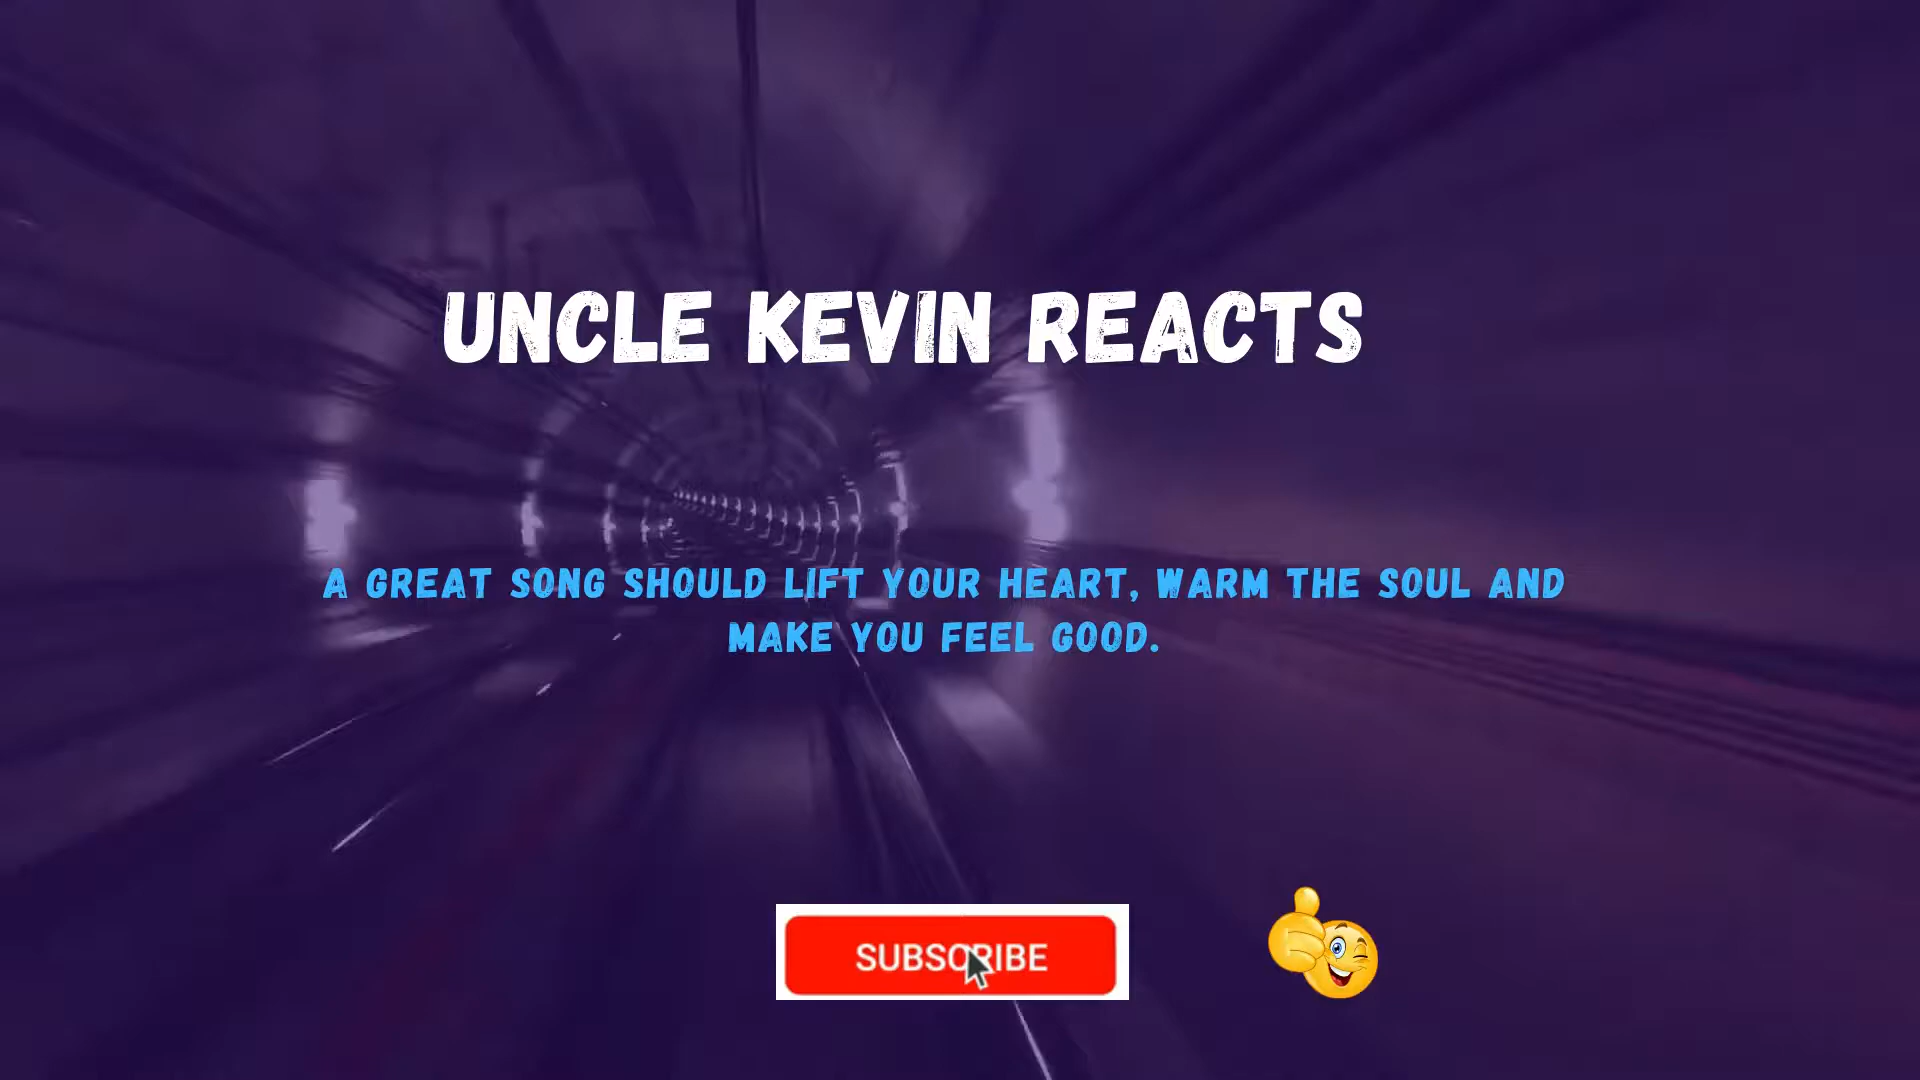 UNCLE KEVIN REACTS
A GREAT SONG SHOULD LIFT YOUR HEART, WARM THE SOUL AND
MAKE YOU FEEL GOOD.
SUBSCRIBE